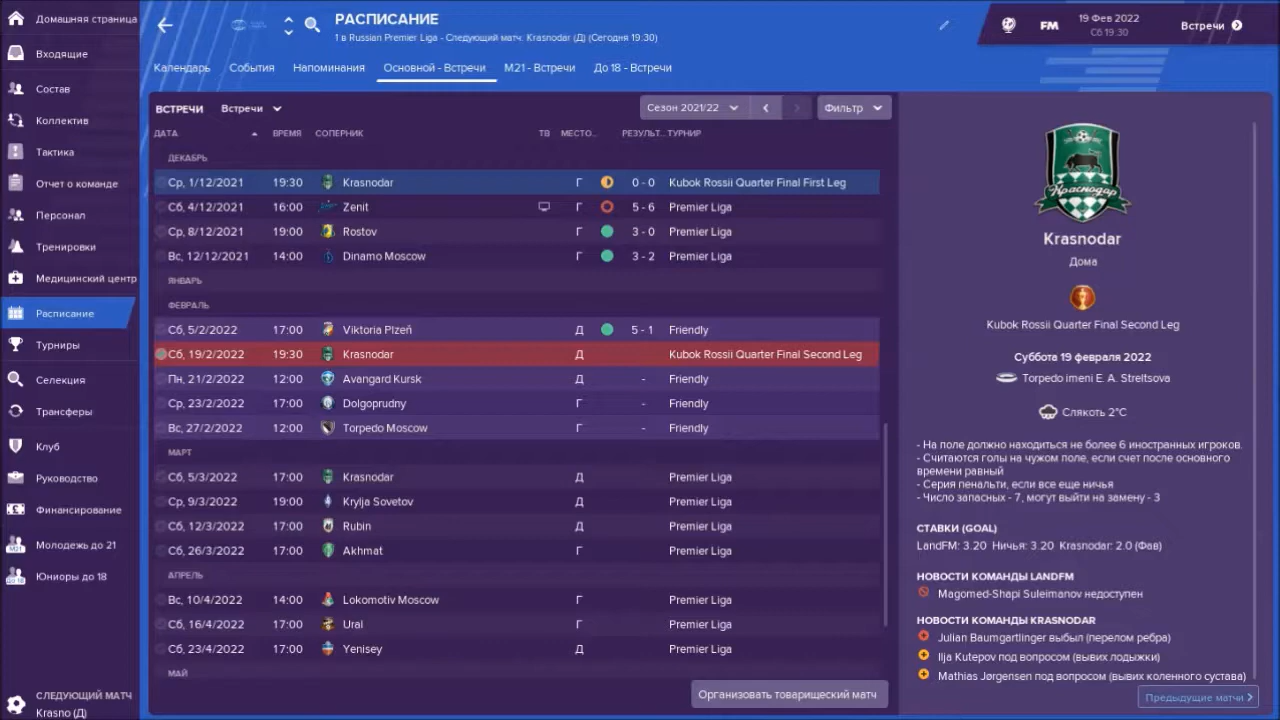 Домашняя страница
Входящие
Состав
Коллектив
Тактика
Отчет о команде
Персонал
Тренировки
Медицинский центр
Расписание
Турниры
Селекция
Трансферы
Клуб
Руководство
Финансирование
Молодежь до 21
Юниоры до 18
СЛЕДУЮЩИЙ МАТЧ
Krasno (Д)
РАСПИСАНИЕ
1 в Russian Premier Liga - Следующий матч: Krasnodar (Д) (Сегодня 19:30)
FM
19 Фев 2022
Сб 19:30
Встречи
Календарь События Напоминания Основной - Встречи М21 - Встречи До 18 - Встречи
ВСТРЕЧИ Встречи Сезон 2021/22 Фильтр
ДАТА ВРЕМЯ СОПЕРНИК ТВ МЕСТО... РЕЗУЛЬТ... ТУРНИР
ДЕКАБРЬ
Ср, 1/12/2021 19:30 Krasnodar Г 0 - 0 Kubok Rossii Quarter Final First Leg
Сб, 4/12/2021 16:00 Zenit Г 5 - 6 Premier Liga
Ср, 8/12/2021 19:00 Rostov Г 3 - 0 Premier Liga
Вс, 12/12/2021 14:00 Dinamo Moscow Г 3 - 2 Premier Liga
ЯНВАРЬ
ФЕВРАЛЬ
Сб, 5/2/2022 17:00 Viktoria Plzeň Д 5 - 1 Friendly
Сб, 19/2/2022 19:30 Krasnodar Д Kubok Rossii Quarter Final Second Leg
Пн, 21/2/2022 12:00 Avangard Kursk Д - Friendly
Ср, 23/2/2022 17:00 Dolgoprudny Г - Friendly
Вс, 27/2/2022 12:00 Torpedo Moscow Г - Friendly
МАРТ
Сб, 5/3/2022 17:00 Krasnodar Д Premier Liga
Ср, 9/3/2022 19:00 Krylja Sovetov Д Premier Liga
Сб, 12/3/2022 17:00 Rubin Д Premier Liga
Сб, 26/3/2022 17:00 Akhmat Г Premier Liga
АПРЕЛЬ
Вс, 10/4/2022 14:00 Lokomotiv Moscow Г Premier Liga
Сб, 16/4/2022 17:00 Ural Г Premier Liga
Сб, 23/4/2022 17:00 Yenisey Д Premier Liga
МАЙ
Организовать товарищеский матч
Краснодар
Krasnodar
Дома
Kubok Rossii Quarter Final Second Leg
Суббота 19 февраля 2022
Torpedo imeni E. A. Streltsova
Слякоть 2°C
- На поле должно находиться не более 6 иностранных игроков.
- Считаются голы на чужом поле, если счет после основного
времени равный
- Серия пенальти, если все еще ничья
- Число запасных - 7, могут выйти на замену - 3
СТАВКИ (GOAL)
LandFM: 3.20 Ничья: 3.20 Krasnodar: 2.0 (Фав)
НОВОСТИ КОМАНДЫ LANDFM
Magomed-Shapi Suleimanov недоступен
НОВОСТИ КОМАНДЫ KRASNODAR
Julian Baumgartlinger выбыл (перелом ребра)
Ilja Kutepov под вопросом (вывих лодыжки)
Mathias Jørgensen под вопросом (вывих коленного сустава)
Предыдущие матчи